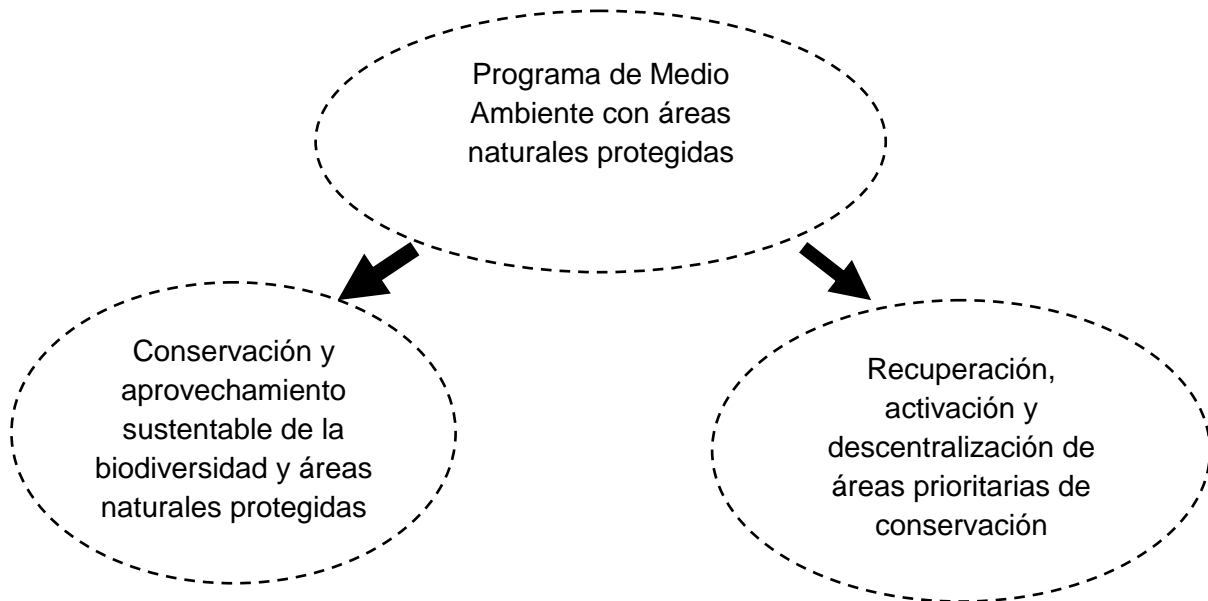 Programa de Medio
Ambiente con áreas
naturales protegidas
Conservación y
aprovechamiento
sustentable de la
biodiversidad y áreas
naturales protegidas
Recuperación,
activación y
descentralización de
áreas prioritarias de
conservación